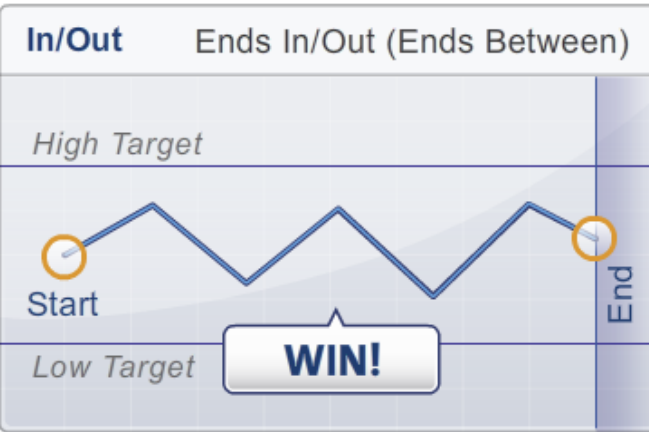 In/Out Ends In/Out (Ends Between)
High Target
Start
End
Low Target
WIN!